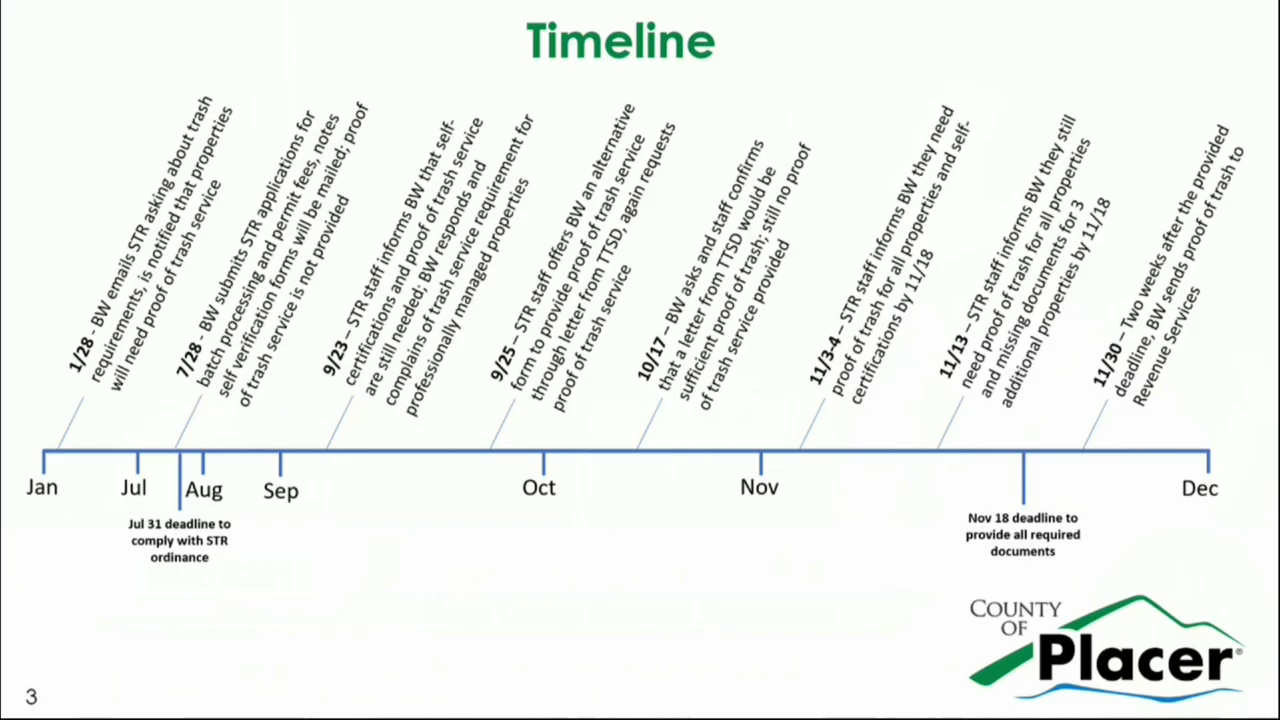 Timeline
1/28 - BW emails STR asking about trash
requirements, is notified that properties
will need proof of trash service
7/28 - BW submits STR applications for
batch processing and permit fees, notes
self verification forms will be mailed; proof
of trash service is not provided
9/23 – STR staff informs BW that self-
certifications and proof of trash service
are still needed; BW responds and
complains of trash service requirement for
professionally managed properties
9/25 – STR staff offers BW an alternative
form to provide proof of trash service
through letter from TTSD, again requests
proof of trash service
10/17 – BW asks and staff confirms
that a letter from TTSD would be
sufficient proof of trash; still no proof
of trash service provided
11/3-4 – STR staff informs BW they need
proof of trash for all properties and self-
certifications by 11/18
11/13 – STR staff informs BW they still
need proof of trash for all properties
and missing documents for 3
additional properties by 11/18
11/30 – Two weeks after the provided
deadline, BW sends proof of trash to
Revenue Services
Jan
Jul
Aug
Sep
Oct
Nov
Dec
Jul 31 deadline to
comply with STR
ordinance
Nov 18 deadline to
provide all required
documents
COUNTY
OF
Placer®
3